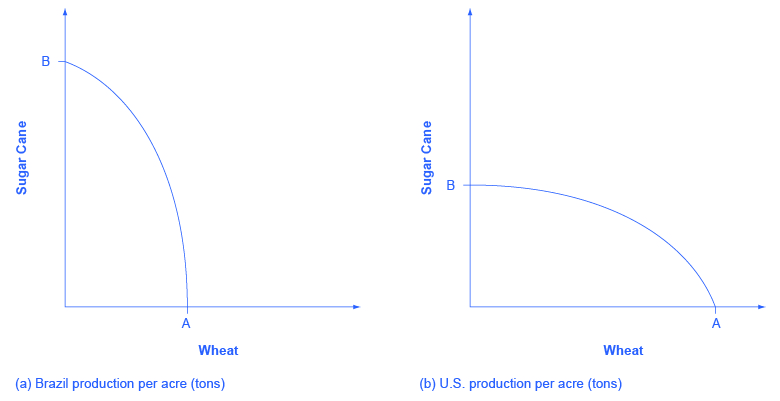 B
Sugar Cane
A
Wheat
(a) Brazil production per acre (tons)
B
Sugar Cane
A
Wheat
(b) U.S. production per acre (tons)